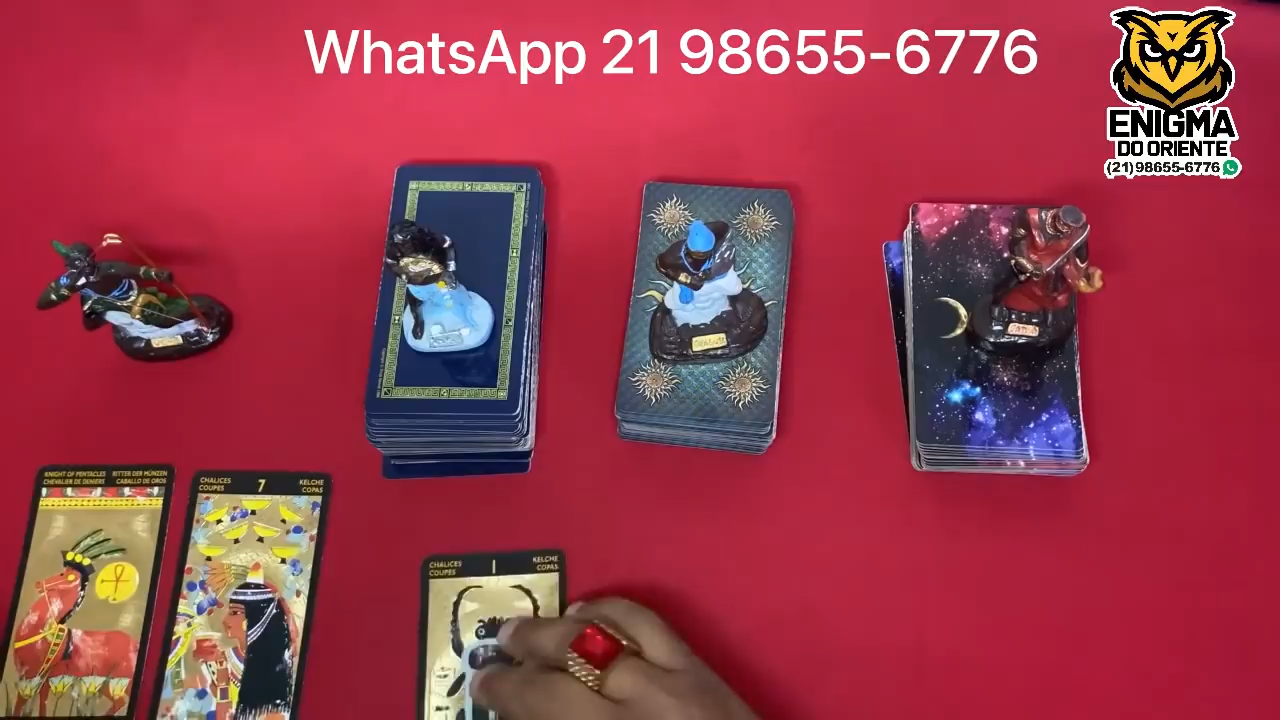 WhatsApp 21 98655-6776
ENIGMA
DO ORIENTE
(21)98655-6776
KNIGHT OF PENTACLES RITTER DER MÜNZEN
CHEVALIER DE DENIERS CABALLO DE OROS
CHALICES 7 KELCHE
COUPES COPAS
CHALICES 1 KELCHE
COUPES COPAS